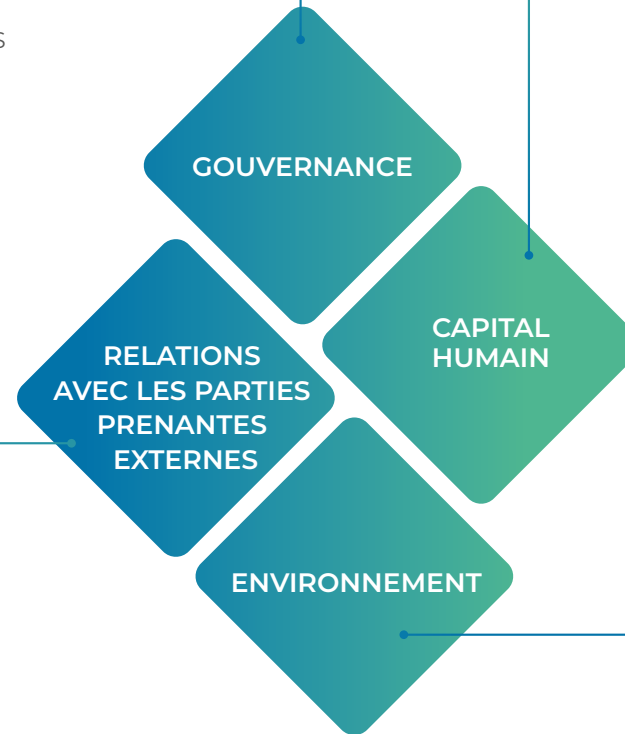 S
GOUVERNANCE
CAPITAL
HUMAIN
RELATIONS
AVEC LES PARTIES
PRENANTES
EXTERNES
ENVIRONNEMENT